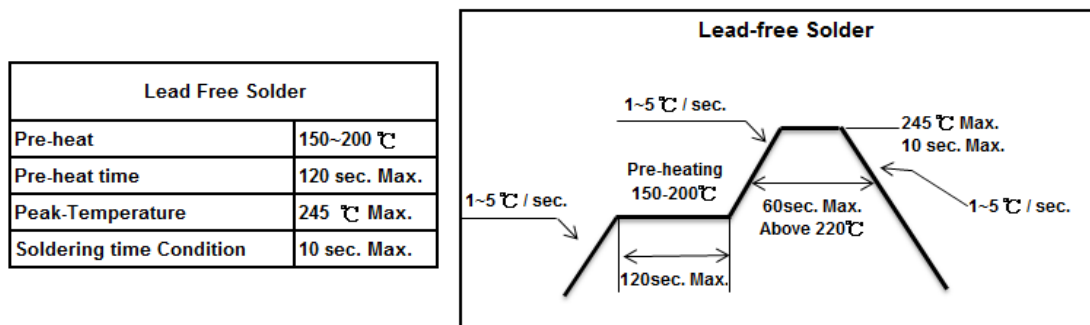 Lead Free Solder
Pre-heat 150~200 ℃
Pre-heat time 120 sec. Max.
Peak-Temperature 245 ℃ Max.
Soldering time Condition 10 sec. Max.
Lead-free Solder
1~5 ℃ / sec.
245 ℃ Max.
10 sec. Max.
Pre-heating
150-200℃
1~5 ℃ / sec.
60sec. Max.
Above 220℃
1~5 ℃ / sec.
120sec. Max.